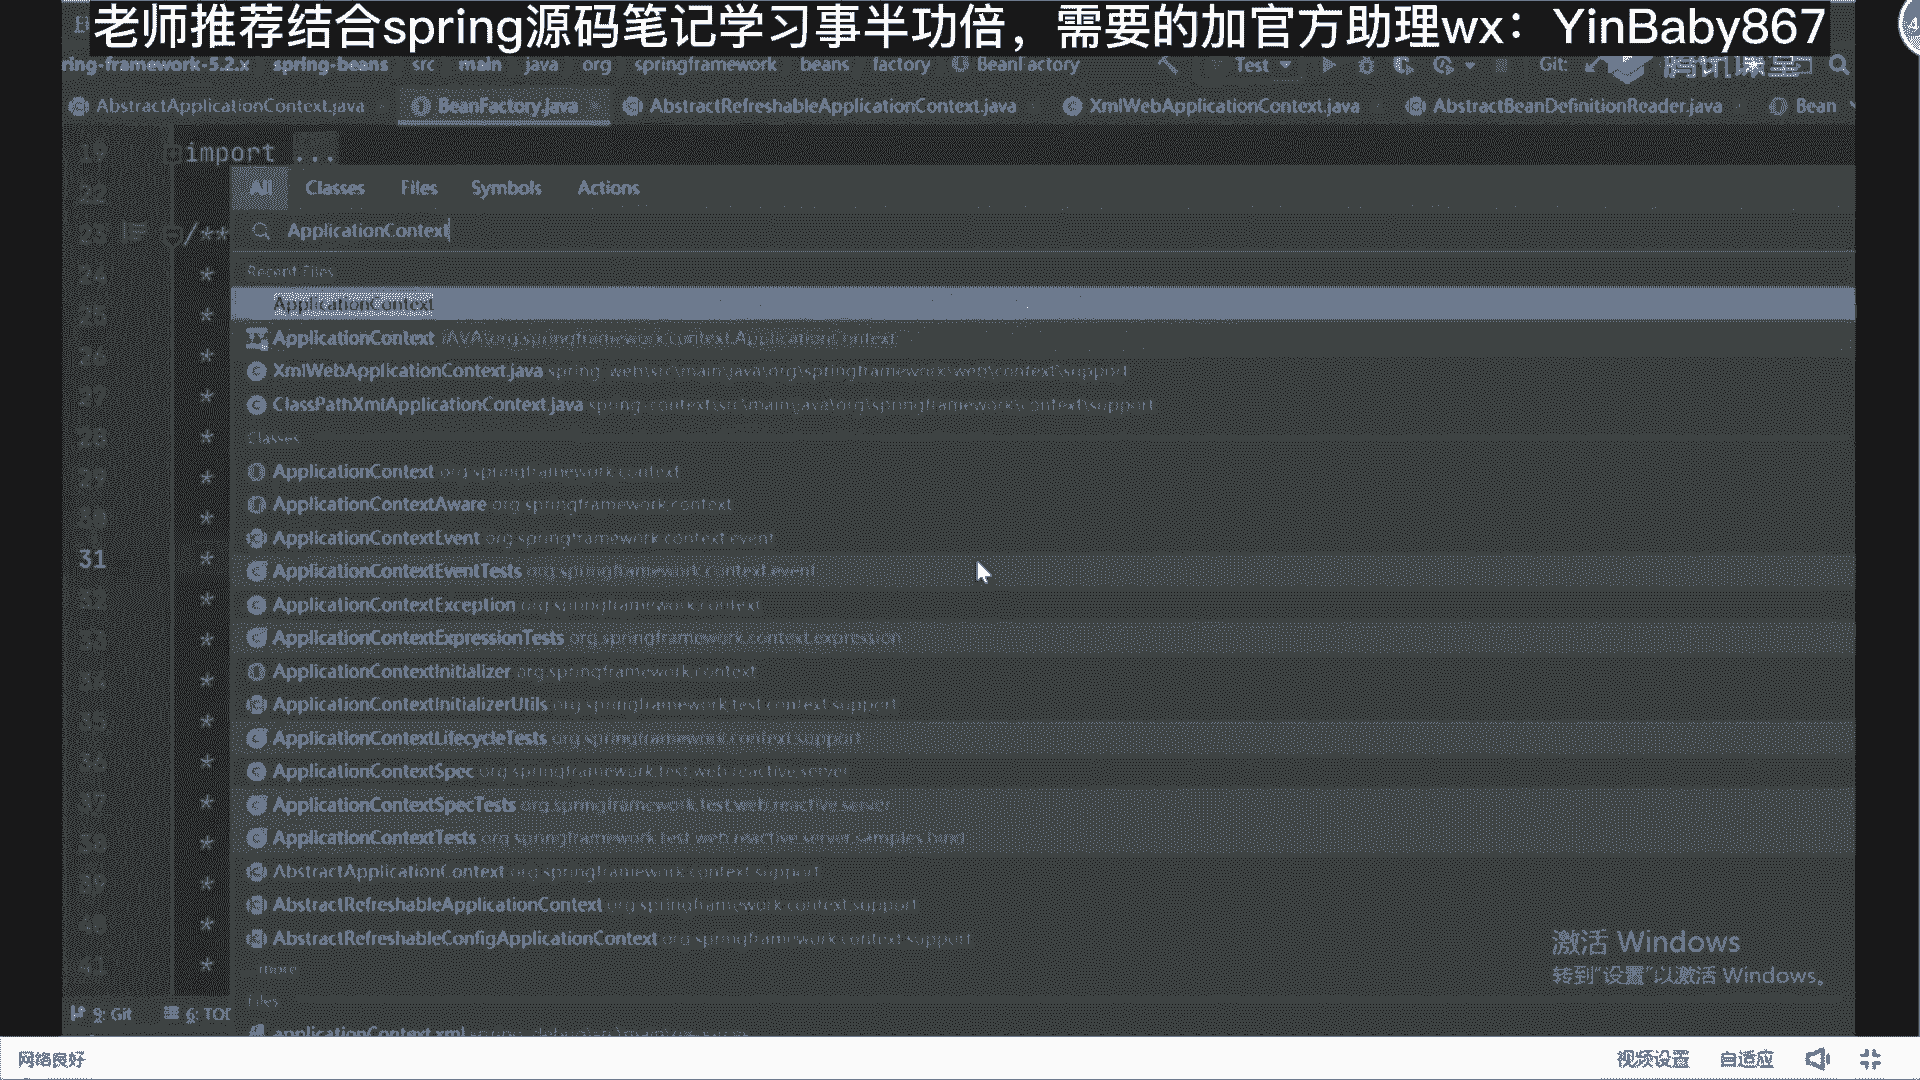 老师推荐结合spring源码笔记学习事半功倍，需要的加官方助理wx：YinBaby867
ring-framework-5.2.x spring-beans src main java org springframework beans factory BeanFactory Test Git: 腾讯课堂
AbstractApplicationContext.java BeanFactory.java AbstractRefreshableApplicationContext.java XmlWebApplicationContext.java AbstractBeanDefinitionReader.java Bean
19 import ...
All Classes Files Symbols Actions
22
23 /**
ApplicationContext
24 *
Recent Files
25 *
ApplicationContext
26 *
ApplicationContext JAVA\org.springframework.context.ApplicationContext
XmlWebApplicationContext.java spring-web\src\main\java\org\springframework\web\context\support
27 *
ClassPathXmlApplicationContext.java spring-context\src\main\java\org\springframework\context\support
28 *
Classes
29 *
ApplicationContext org.springframework.context
30 *
ApplicationContextAware org.springframework.context
ApplicationContextEvent org.springframework.context.event
31 *
ApplicationContextEventTests org.springframework.context.event
32 *
ApplicationContextException org.springframework.context
33 *
ApplicationContextExpressionTests org.springframework.context.expression
34 *
ApplicationContextInitializer org.springframework.context
ApplicationContextInitializerUtils org.springframework.test.context.support
35 *
ApplicationContextLifecycleTests org.springframework.context.support
36 *
ApplicationContextSpec org.springframework.test.web.reactive.server
37 *
ApplicationContextSpecTests org.springframework.test.web.reactive.server
38 *
ApplicationContextTests org.springframework.test.web.reactive.server.samples.bind
39 *
AbstractApplicationContext org.springframework.context.support
AbstractRefreshableApplicationContext org.springframework.context.support
40 *
AbstractRefreshableConfigApplicationContext org.springframework.context.support
41 *
... more
Files
激活 Windows
转到“设置”以激活 Windows。
9: Git 6: TOD
applicationContext.xml
网络良好 视频设置 自适应